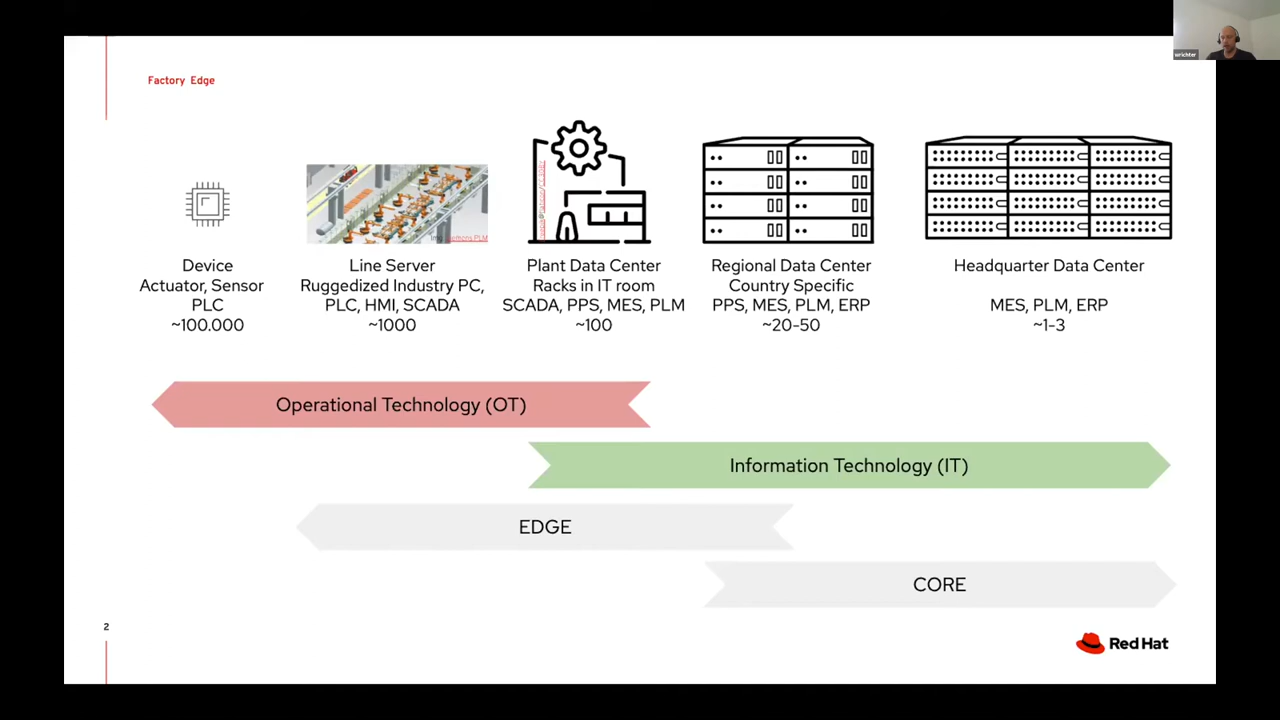 wrichter
Factory Edge
Siemens PLM
Device
Actuator, Sensor
PLC
~100.000
Line Server
Ruggedized Industry PC,
PLC, HMI, SCADA
~1000
Plant Data Center
Racks in IT room
SCADA, PPS, MES, PLM
~100
Regional Data Center
Country Specific
PPS, MES, PLM, ERP
~20-50
Headquarter Data Center
MES, PLM, ERP
~1-3
Operational Technology (OT)
Information Technology (IT)
EDGE
CORE
2
Red Hat